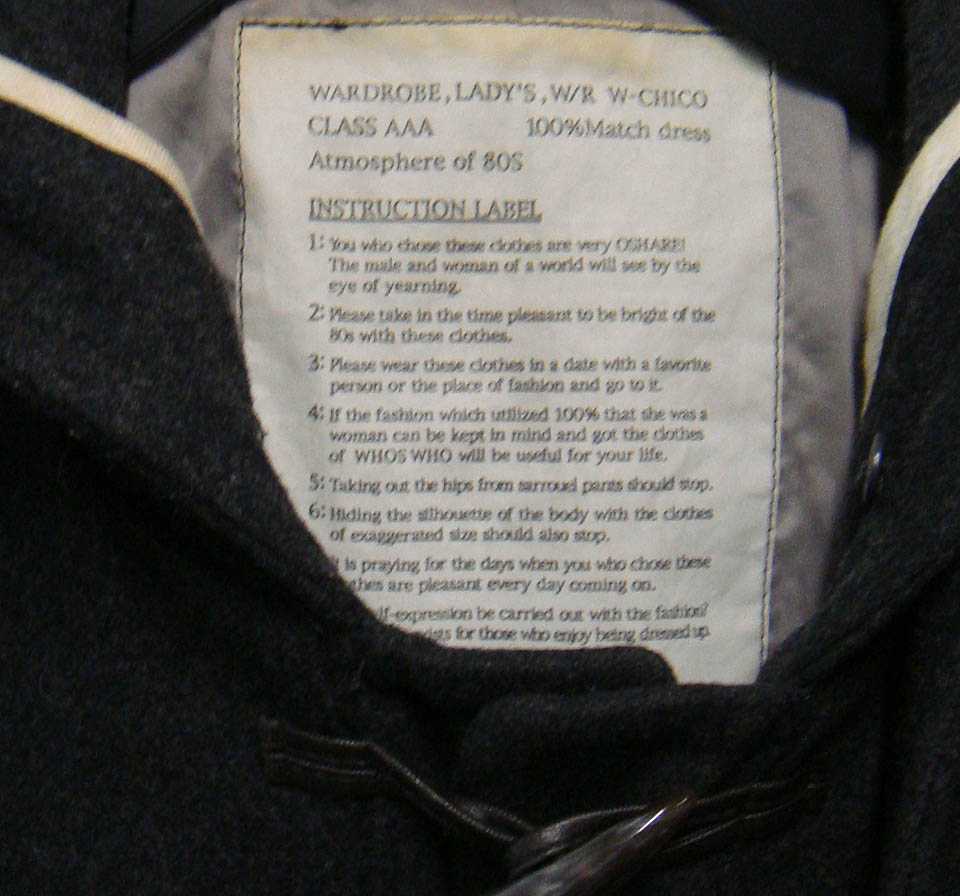 WARDROBE, LADY'S, W/R W-CHICO
CLASS AAA 100%Match dress
Atmosphere of 80S
INSTRUCTION LABEL
1: You who chose these clothes are very OSHARE!
The male and woman of a world will see by the
eye of yearning.
2: Please take in the time pleasant to be bright of the
80s with these clothes.
3: Please wear these clothes in a date with a favorite
person or the place of fashion and go to it.
4: If the fashion which utilized 100% that she was a
woman can be kept in mind and got the clothes
of WHOS WHO will be useful for your life.
5: Taking out the hips from sarrouel pants should stop.
6: Hiding the silhouette of the body with the clothes
of exaggerated size should also stop.
is praying for the days when you who chose these
are pleasant every day coming on.
lf-expression be carried out with the fashion?
for those who enjoy being dressed up